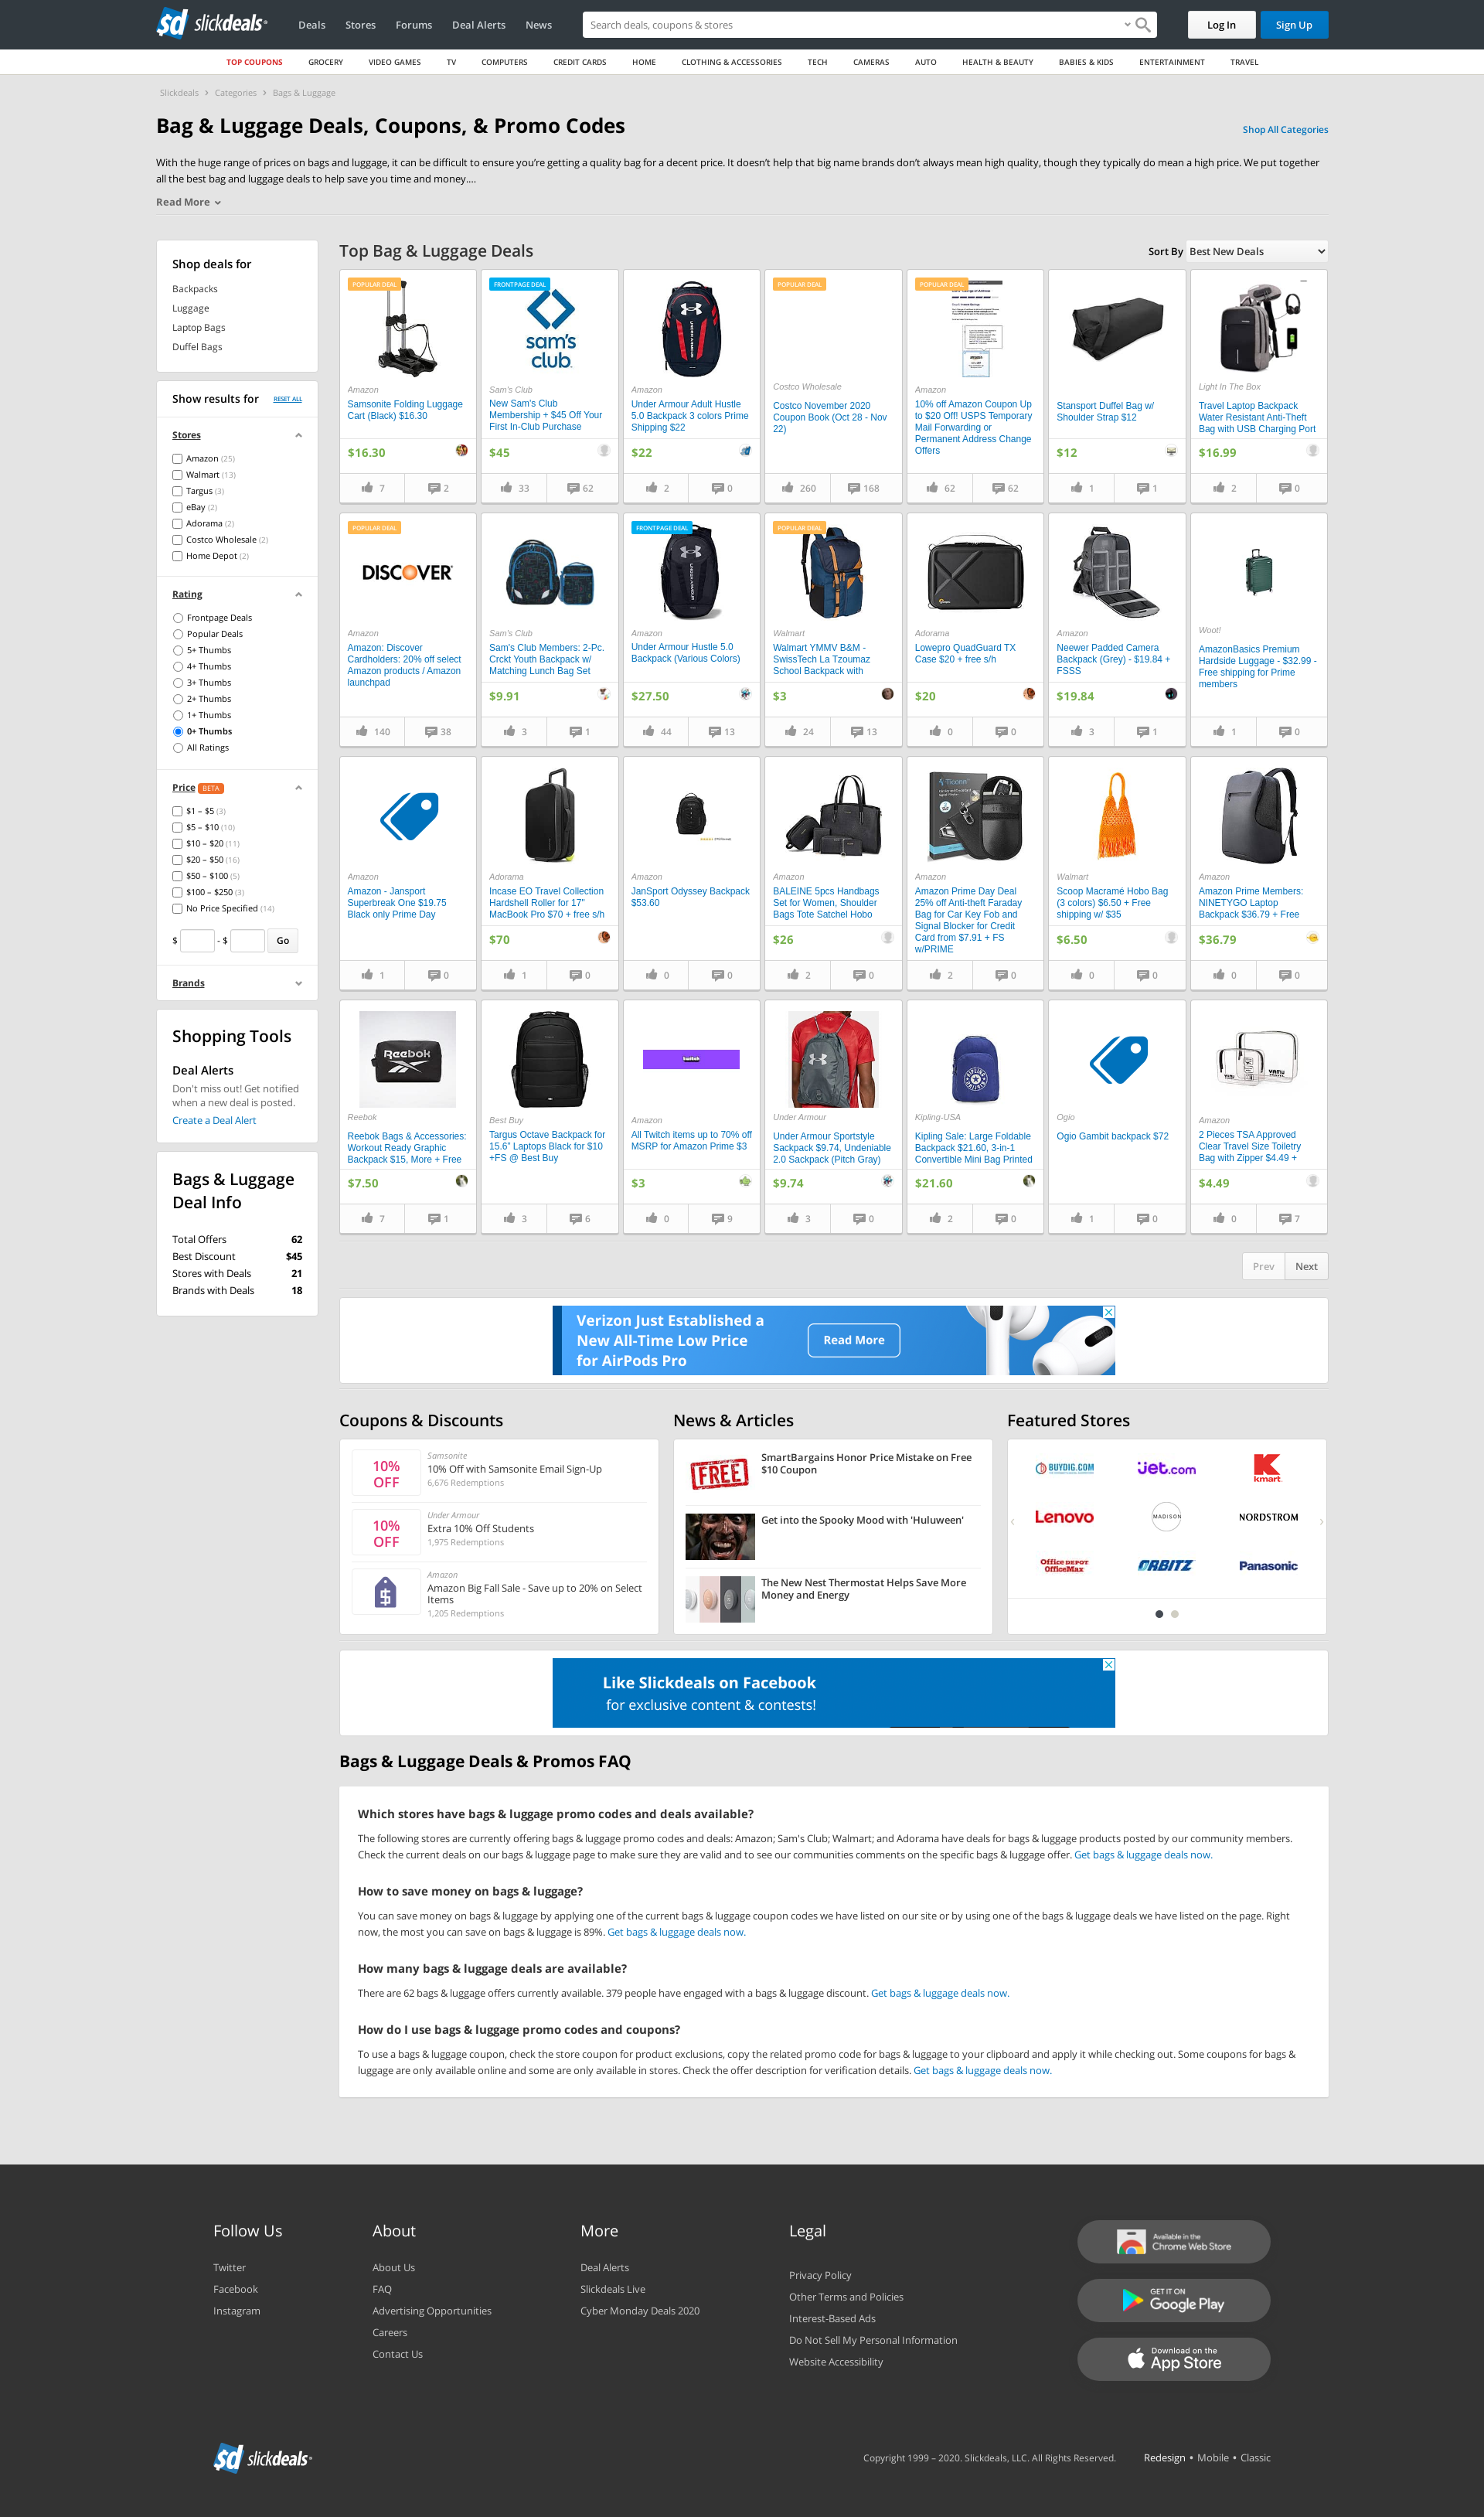 sd slickdeals
Deals
Stores
Forums
Deal Alerts
News
Search deals, coupons & stores
Log In
Sign Up
TOP COUPONS
GROCERY
VIDEO GAMES
TV
COMPUTERS
CREDIT CARDS
HOME
CLOTHING & ACCESSORIES
TECH
CAMERAS
AUTO
HEALTH & BEAUTY
BABIES & KIDS
ENTERTAINMENT
TRAVEL
Slickdeals › Categories › Bags & Luggage
Bag & Luggage Deals, Coupons, & Promo Codes
Shop All Categories
With the huge range of prices on bags and luggage, it can be difficult to ensure you’re getting a quality bag for a decent price. It doesn’t help that big name brands don’t always mean high quality, though they typically do mean a high price. We put together
all the best bag and luggage deals to help save you time and money....
Read More
Shop deals for
Backpacks
Luggage
Laptop Bags
Duffel Bags
Show results for
RESET ALL
Stores
Amazon (25)
Walmart (13)
Targus (3)
eBay (2)
Adorama (2)
Costco Wholesale (2)
Home Depot (2)
Rating
Frontpage Deals
Popular Deals
5+ Thumbs
4+ Thumbs
3+ Thumbs
2+ Thumbs
1+ Thumbs
0+ Thumbs
All Ratings
Price BETA
$1 – $5 (3)
$5 – $10 (10)
$10 – $20 (11)
$20 – $50 (16)
$50 – $100 (5)
$100 – $250 (3)
No Price Specified (14)
$ - $ Go
Brands
Shopping Tools
Deal Alerts
Don't miss out! Get notified
when a new deal is posted.
Create a Deal Alert
Bags & Luggage
Deal Info
Total Offers 62
Best Discount $45
Stores with Deals 21
Brands with Deals 18
Top Bag & Luggage Deals
Sort By Best New Deals
POPULAR DEAL
Amazon
Samsonite Folding Luggage
Cart (Black) $16.30
$16.30
7
2
FRONTPAGE DEAL
sam's
club
Sam's Club
New Sam's Club
Membership + $45 Off Your
First In-Club Purchase
$45
33
62
Amazon
Under Armour Adult Hustle
5.0 Backpack 3 colors Prime
Shipping $22
$22
2
0
POPULAR DEAL
Costco Wholesale
Costco November 2020
Coupon Book (Oct 28 - Nov
22)
260
168
POPULAR DEAL
Amazon
10% off Amazon Coupon Up
to $20 Off! USPS Temporary
Mail Forwarding or
Permanent Address Change
Offers
62
62
Stansport Duffel Bag w/
Shoulder Strap $12
$12
1
1
Light In The Box
Travel Laptop Backpack
Water Resistant Anti-Theft
Bag with USB Charging Port
$16.99
2
0
POPULAR DEAL
DISCOVER
Amazon
Amazon: Discover
Cardholders: 20% off select
Amazon products / Amazon
launchpad
140
38
Sam's Club
Sam's Club Members: 2-Pc.
Crckt Youth Backpack w/
Matching Lunch Bag Set
$9.91
3
1
FRONTPAGE DEAL
Amazon
Under Armour Hustle 5.0
Backpack (Various Colors)
$27.50
44
13
POPULAR DEAL
Walmart
Walmart YMMV B&M -
SwissTech La Tzoumaz
School Backpack with
$3
24
13
Adorama
Lowepro QuadGuard TX
Case $20 + free s/h
$20
0
0
Amazon
Neewer Padded Camera
Backpack (Grey) - $19.84 +
FSSS
$19.84
3
1
Woot!
AmazonBasics Premium
Hardside Luggage - $32.99 -
Free shipping for Prime
members
1
0
Amazon
Amazon - Jansport
Superbreak One $19.75
Black only Prime Day
1
0
Adorama
Incase EO Travel Collection
Hardshell Roller for 17"
MacBook Pro $70 + free s/h
$70
1
0
Amazon
JanSport Odyssey Backpack
$53.60
0
0
Amazon
BALEINE 5pcs Handbags
Set for Women, Shoulder
Bags Tote Satchel Hobo
$26
2
0
Ticonn
Amazon
Amazon Prime Day Deal
25% off Anti-theft Faraday
Bag for Car Key Fob and
Signal Blocker for Credit
Card from $7.91 + FS
w/PRIME
2
0
Walmart
Scoop Macramé Hobo Bag
(3 colors) $6.50 + Free
shipping w/ $35
$6.50
0
0
Amazon
Amazon Prime Members:
NINETYGO Laptop
Backpack $36.79 + Free
$36.79
0
0
Reebok
Reebok
Reebok Bags & Accessories:
Workout Ready Graphic
Backpack $15, More + Free
$7.50
7
1
Best Buy
Targus Octave Backpack for
15.6” Laptops Black for $10
+FS @ Best Buy
3
6
twitch
Amazon
All Twitch items up to 70% off
MSRP for Amazon Prime $3
$3
0
9
Under Armour
Under Armour Sportstyle
Sackpack $9.74, Undeniable
2.0 Sackpack (Pitch Gray)
$9.74
3
0
Kipling-USA
Kipling Sale: Large Foldable
Backpack $21.60, 3-in-1
Convertible Mini Bag Printed
$21.60
2
0
Ogio
Ogio Gambit backpack $72
1
0
Amazon
2 Pieces TSA Approved
Clear Travel Size Toiletry
Bag with Zipper $4.49 +
$4.49
0
7
Prev
Next
Verizon Just Established a
New All-Time Low Price
for AirPods Pro
Read More
Coupons & Discounts
10%
OFF
Samsonite
10% Off with Samsonite Email Sign-Up
6,676 Redemptions
10%
OFF
Under Armour
Extra 10% Off Students
1,975 Redemptions
Amazon
Amazon Big Fall Sale - Save up to 20% on Select
Items
1,205 Redemptions
News & Articles
FREE
SmartBargains Honor Price Mistake on Free
$10 Coupon
Get into the Spooky Mood with 'Huluween'
The New Nest Thermostat Helps Save More
Money and Energy
Featured Stores
BUYDIG.COM
jet.com
kmart
Lenovo
MADISON
NORDSTROM
Office DEPOT
OfficeMax
ORBITZ
Panasonic
Like Slickdeals on Facebook
for exclusive content & contests!
Bags & Luggage Deals & Promos FAQ
Which stores have bags & luggage promo codes and deals available?
The following stores are currently offering bags & luggage promo codes and deals: Amazon; Sam's Club; Walmart; and Adorama have deals for bags & luggage products posted by our community members.
Check the current deals on our bags & luggage page to make sure they are valid and to see our communities comments on the specific bags & luggage offer. Get bags & luggage deals now.
How to save money on bags & luggage?
You can save money on bags & luggage by applying one of the current bags & luggage coupon codes we have listed on our site or by using one of the bags & luggage deals we have listed on the page. Right
now, the most you can save on bags & luggage is 89%. Get bags & luggage deals now.
How many bags & luggage deals are available?
There are 62 bags & luggage offers currently available. 379 people have engaged with a bags & luggage discount. Get bags & luggage deals now.
How do I use bags & luggage promo codes and coupons?
To use a bags & luggage coupon, check the store coupon for product exclusions, copy the related promo code for bags & luggage to your clipboard and apply it while checking out. Some coupons for bags &
luggage are only available online and some are only available in stores. Check the offer description for verification details. Get bags & luggage deals now.
Follow Us
Twitter
Facebook
Instagram
About
About Us
FAQ
Advertising Opportunities
Careers
Contact Us
More
Deal Alerts
Slickdeals Live
Cyber Monday Deals 2020
Legal
Privacy Policy
Other Terms and Policies
Interest-Based Ads
Do Not Sell My Personal Information
Website Accessibility
Available in the
Chrome Web Store
GET IT ON
Google Play
Download on the
App Store
sd slickdeals
Copyright 1999 – 2020. Slickdeals, LLC. All Rights Reserved.
Redesign • Mobile • Classic